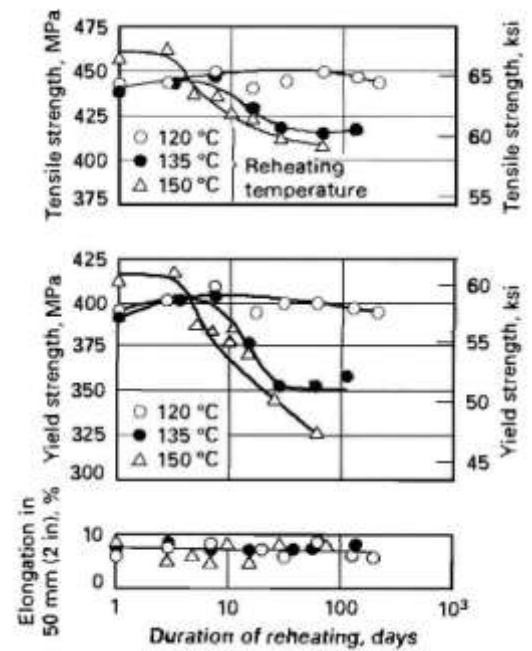 Tensile strength, MPa
475
450
425
400
375
65
60
55
Tensile strength, ksi
120 °C
135 °C
150 °C
Reheating
temperature
Yield strength, MPa
425
400
375
350
325
300
60
55
50
45
Yield strength, ksi
120 °C
135 °C
150 °C
Elongation in
50 mm (2 in), %
10
0
1
10
100
10³
Duration of reheating, days